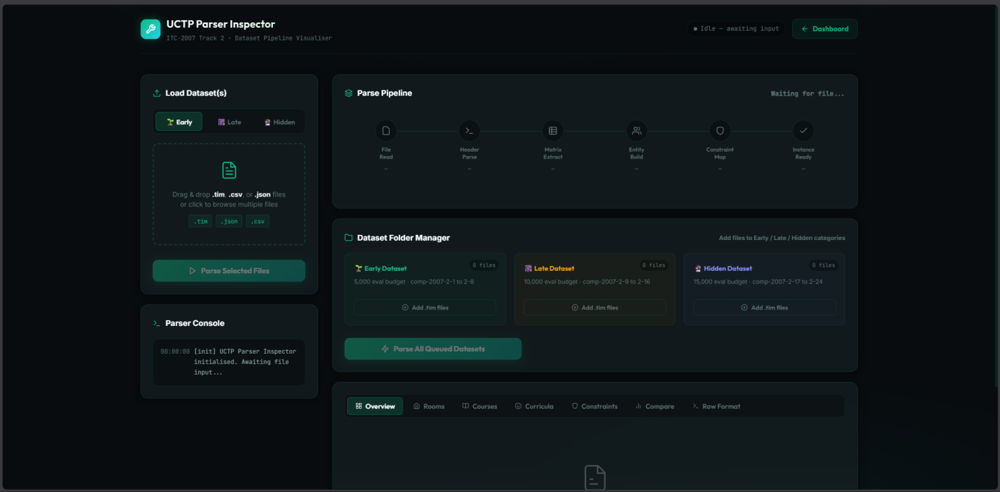 UCTP Parser Inspector
ITC-2007 Track 2 · Dataset Pipeline Visualiser
Idle — awaiting input
← Dashboard
Load Dataset(s)
Early
Late
Hidden
Drag & drop .tim, .csv, or .json files
or click to browse multiple files
.tim
.json
.csv
Parse Selected Files
Parser Console
00:00:00 [init] UCTP Parser Inspector
initialised. Awaiting file
input...
Parse Pipeline
Waiting for file...
File
Read
—
Header
Parse
—
Matrix
Extract
—
Entity
Build
—
Constraint
Map
—
Instance
Ready
—
Dataset Folder Manager
Add files to Early / Late / Hidden categories
Early Dataset
0 files
5,000 eval budget · comp-2007-2-1 to 2-8
Add .tim files
Late Dataset
0 files
10,000 eval budget · comp-2007-2-9 to 2-16
Add .tim files
Hidden Dataset
0 files
15,000 eval budget · comp-2007-2-17 to 2-24
Add .tim files
Parse All Queued Datasets
Overview
Rooms
Courses
Curricula
Constraints
Compare
Raw Format